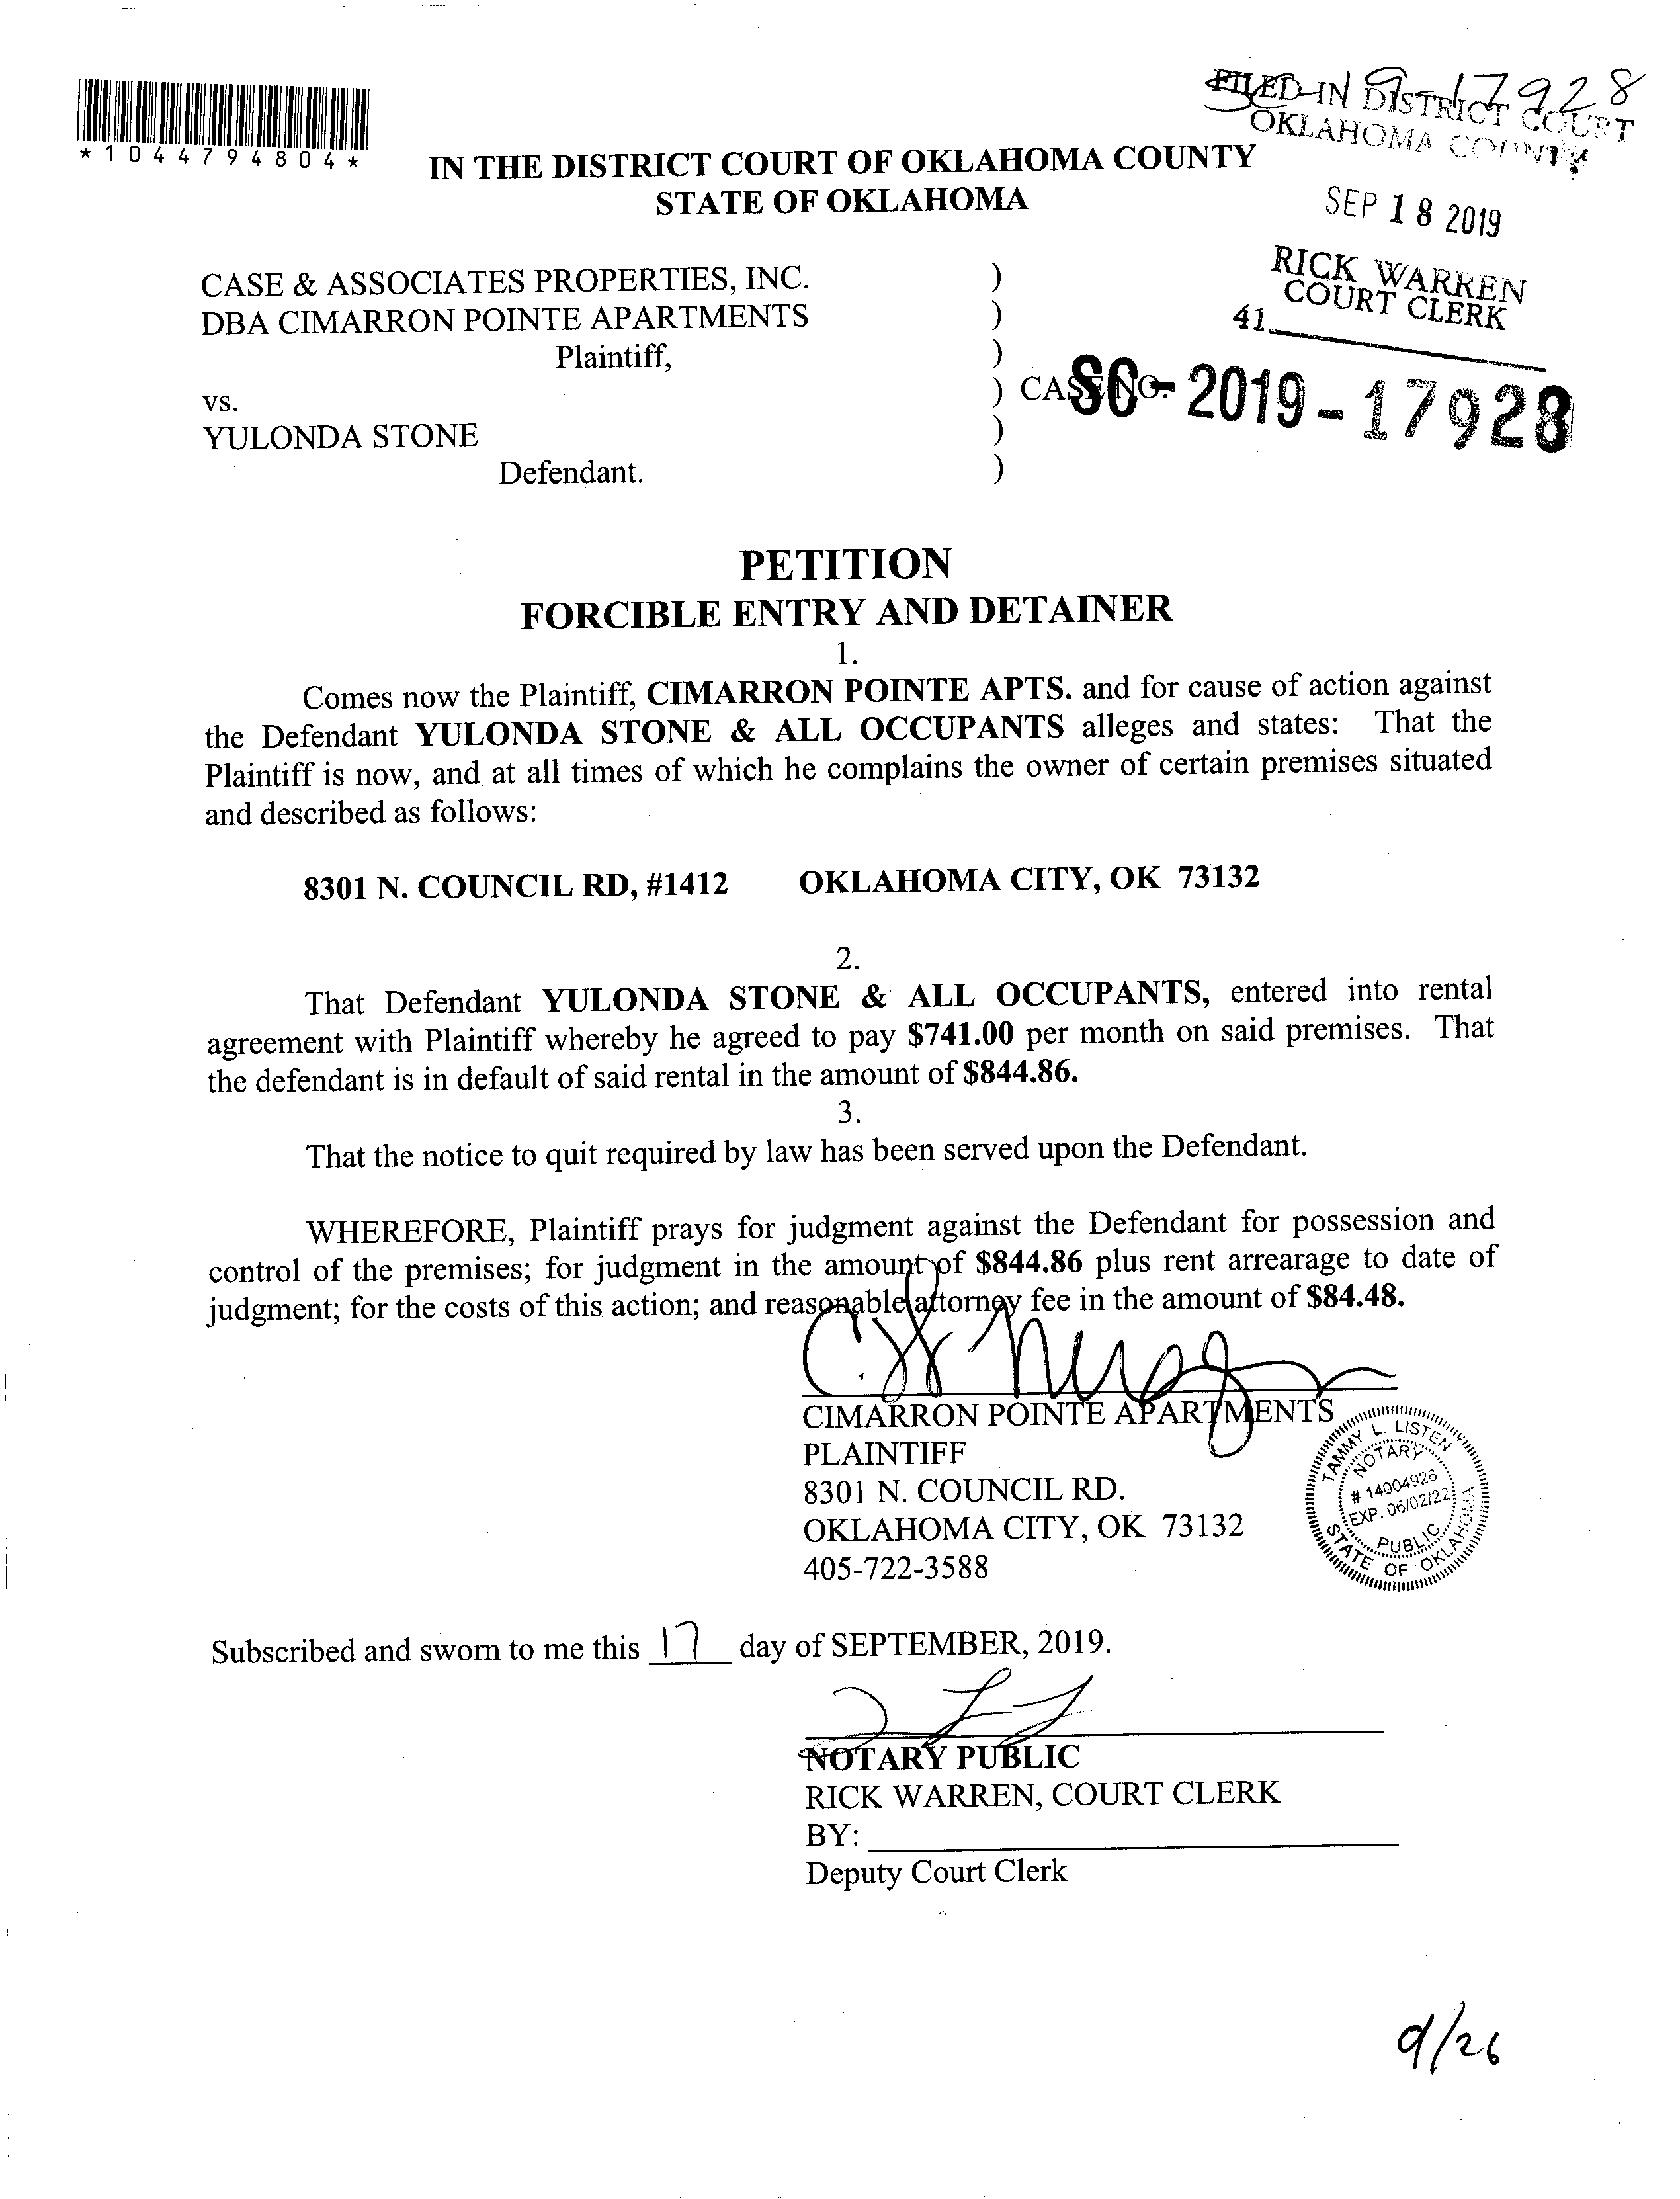 SC-19-17928
FILED IN DISTRICT COURT
OKLAHOMA COUNTY
*1044794804*
IN THE DISTRICT COURT OF OKLAHOMA COUNTY
STATE OF OKLAHOMA
SEP 18 2019
RICK WARREN
COURT CLERK
41
CASE & ASSOCIATES PROPERTIES, INC. )
DBA CIMARRON POINTE APARTMENTS )
Plaintiff, )
) CASE NO. SC-2019-17928
vs.
YULONDA STONE )
Defendant. )
PETITION
FORCIBLE ENTRY AND DETAINER
1.
Comes now the Plaintiff, CIMARRON POINTE APTS. and for cause of action against
the Defendant YULONDA STONE & ALL OCCUPANTS alleges and states: That the
Plaintiff is now, and at all times of which he complains the owner of certain premises situated
and described as follows:
8301 N. COUNCIL RD, #1412 OKLAHOMA CITY, OK 73132
2.
That Defendant YULONDA STONE & ALL OCCUPANTS, entered into rental
agreement with Plaintiff whereby he agreed to pay $741.00 per month on said premises. That
the defendant is in default of said rental in the amount of $844.86.
3.
That the notice to quit required by law has been served upon the Defendant.
WHEREFORE, Plaintiff prays for judgment against the Defendant for possession and
control of the premises; for judgment in the amount of $844.86 plus rent arrearage to date of
judgment; for the costs of this action; and reasonable attorney fee in the amount of $84.48.
CIMARRON POINTE APARTMENTS
PLAINTIFF
8301 N. COUNCIL RD.
OKLAHOMA CITY, OK 73132
405-722-3588
TAMMY L. LISTEN
NOTARY
# 14004926
EXP. 06/02/22
PUBLIC
STATE OF OKLAHOMA
Subscribed and sworn to me this 17 day of SEPTEMBER, 2019.
NOTARY PUBLIC
RICK WARREN, COURT CLERK
BY:
Deputy Court Clerk
9/26